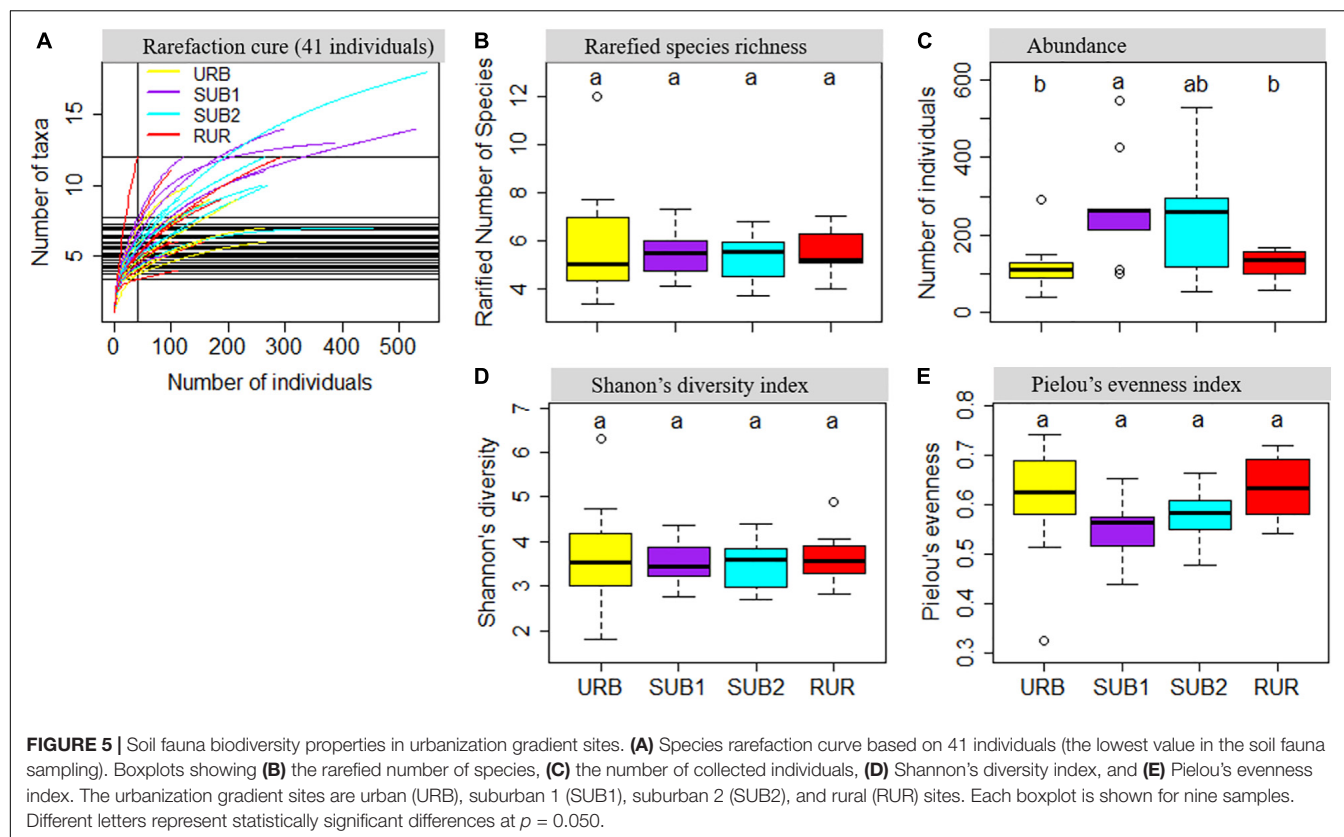 A
Rarefaction cure (41 individuals)
URB
SUB1
SUB2
RUR
Number of taxa
5 10 15
0 100 200 300 400 500
Number of individuals
B
Rarefied species richness
a a a a
Rarified Number of Species
4 6 8 10 12
C
Abundance
b a ab b
Number of individuals
0 200 400 600
D
Shanon's diversity index
a a a a
Shannon's diversity
2 3 4 5 6 7
URB SUB1 SUB2 RUR
E
Pielou's evenness index
a a a a
Pielou's evenness
0.3 0.4 0.5 0.6 0.7 0.8
URB SUB1 SUB2 RUR
FIGURE 5 | Soil fauna biodiversity properties in urbanization gradient sites. (A) Species rarefaction curve based on 41 individuals (the lowest value in the soil fauna
sampling). Boxplots showing (B) the rarefied number of species, (C) the number of collected individuals, (D) Shannon's diversity index, and (E) Pielou's evenness
index. The urbanization gradient sites are urban (URB), suburban 1 (SUB1), suburban 2 (SUB2), and rural (RUR) sites. Each boxplot is shown for nine samples.
Different letters represent statistically significant differences at p = 0.050.